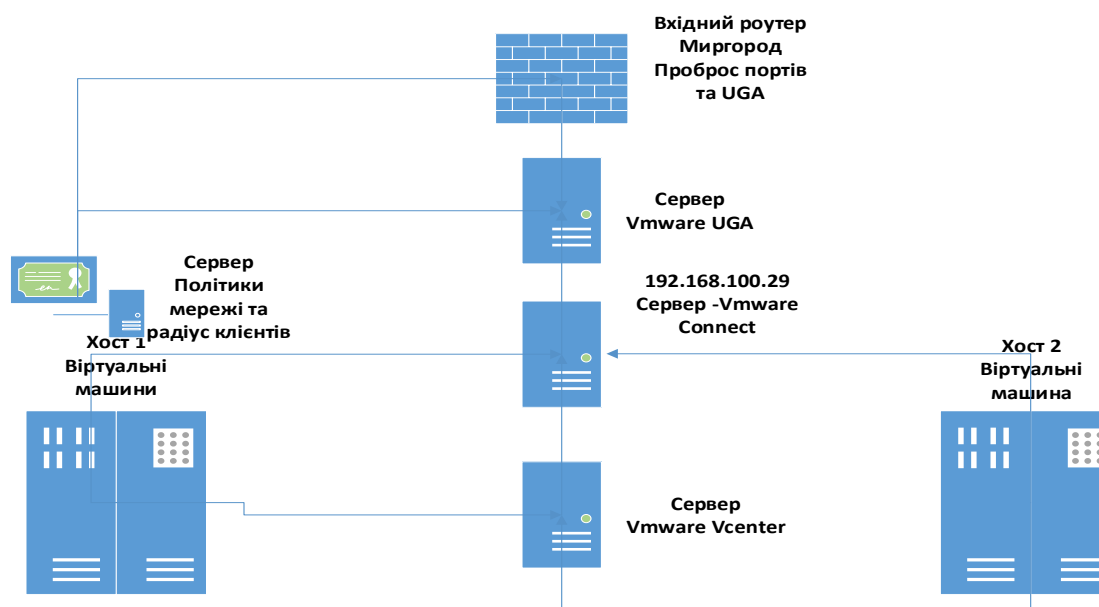 Вхідний роутер
Миргород
Проброс портів
та UGA
Сервер
Vmware UGA
Сервер
Політики
мережі та
радіус клієнтів
192.168.100.29
Сервер -Vmware
Connect
Хост 1
Віртуальні
машини
Хост 2
Віртуальні
машина
Сервер
Vmware Vcenter